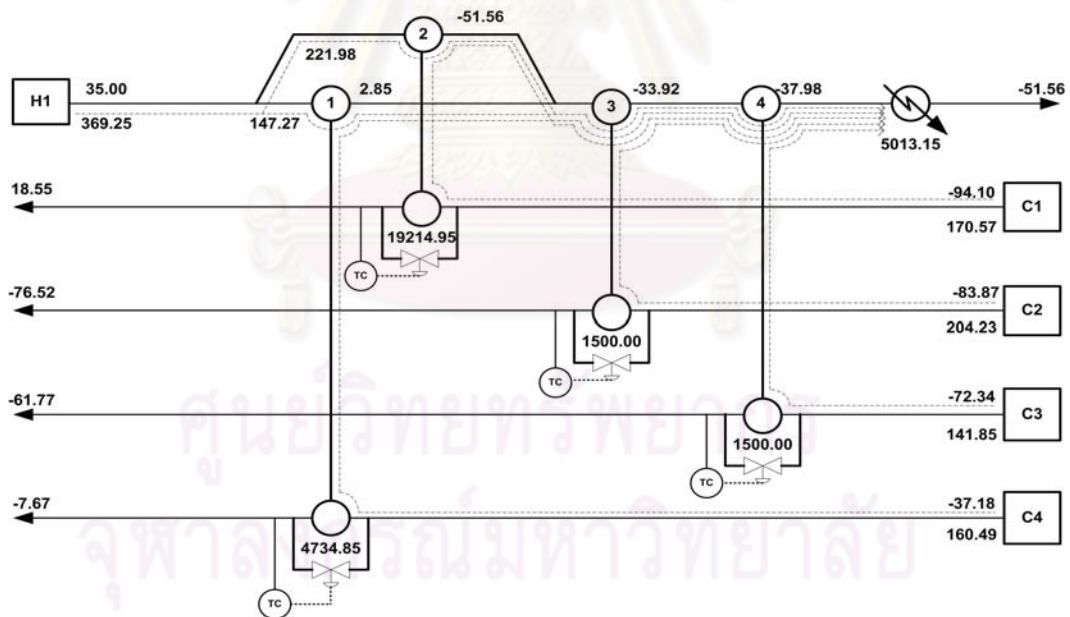 -51.56
2
221.98
H1
35.00
1
2.85
3
-33.92
4
-37.98
-51.56
369.25
147.27
5013.15
18.55
-94.10
C1
19214.95
170.57
TC
-76.52
-83.87
C2
1500.00
204.23
TC
-61.77
-72.34
C3
1500.00
141.85
TC
ศูนย์วิทยทรัพยากร
-7.67
-37.18
C4
4734.85
160.49
TC
จุฬาลงกรณ์มหาวิทยาลัย